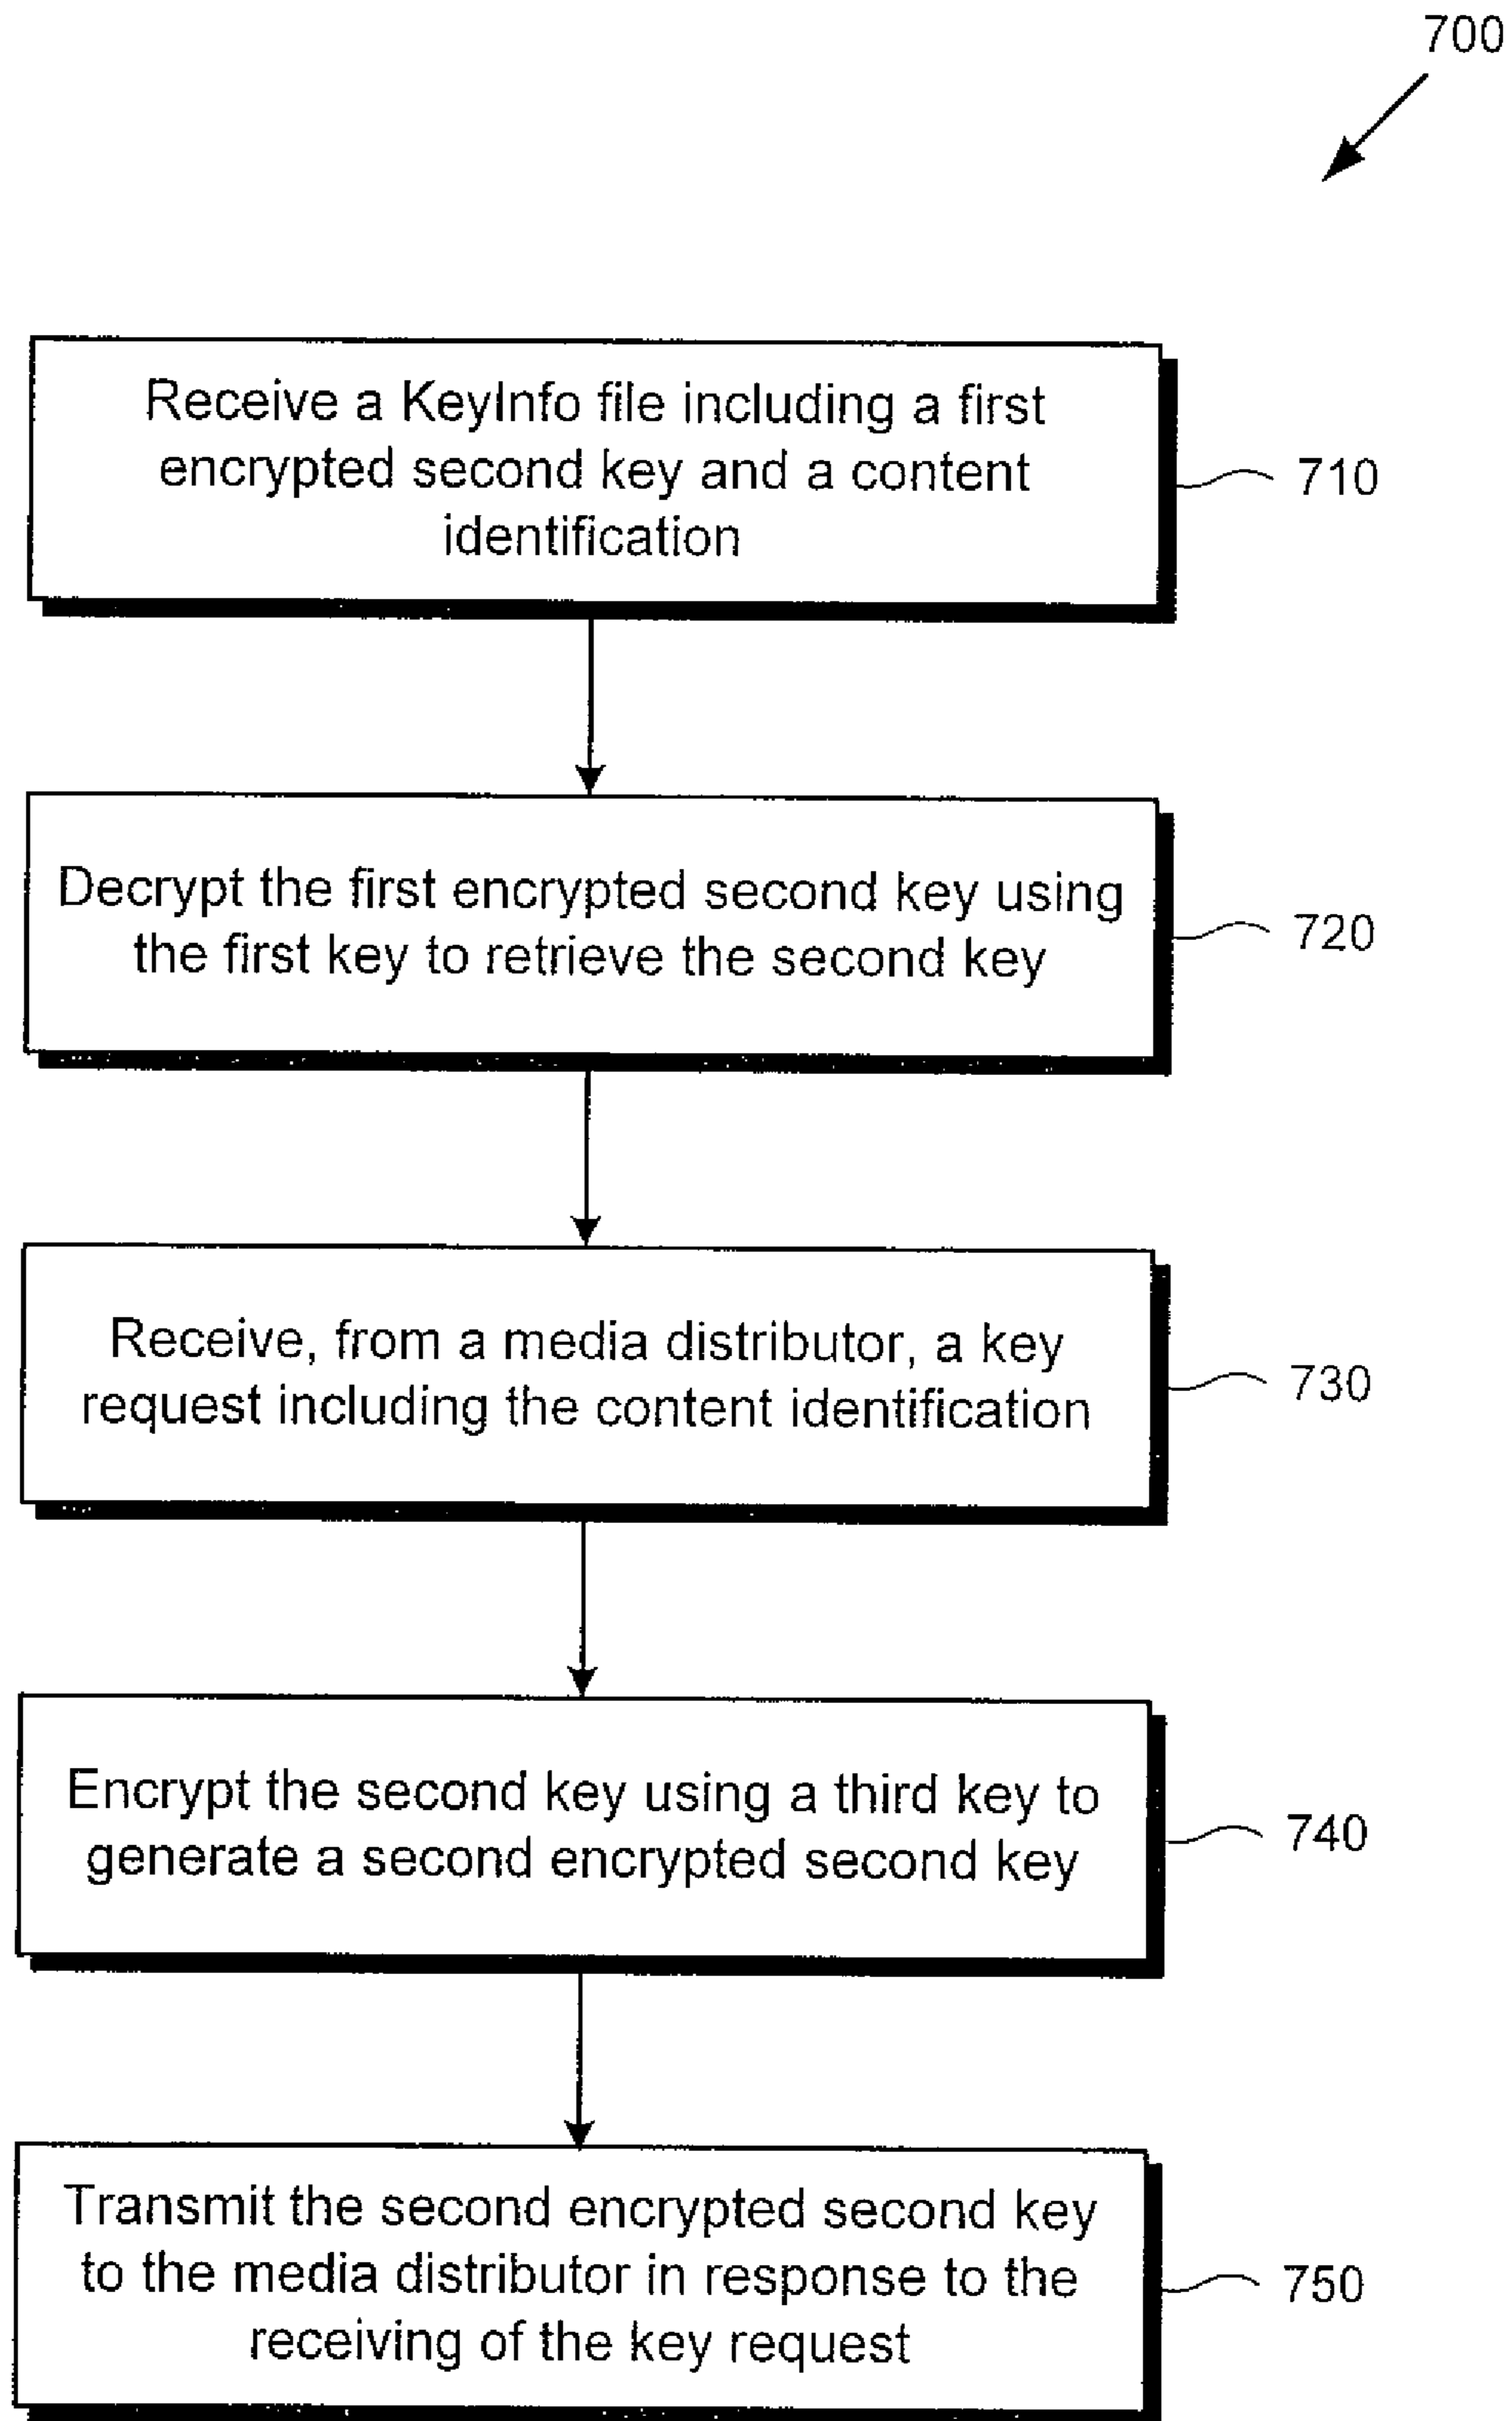 700
Receive a KeyInfo file including a first
encrypted second key and a content
identification
710
Decrypt the first encrypted second key using
the first key to retrieve the second key
720
Receive, from a media distributor, a key
request including the content identification
730
Encrypt the second key using a third key to
generate a second encrypted second key
740
Transmit the second encrypted second key
to the media distributor in response to the
receiving of the key request
750